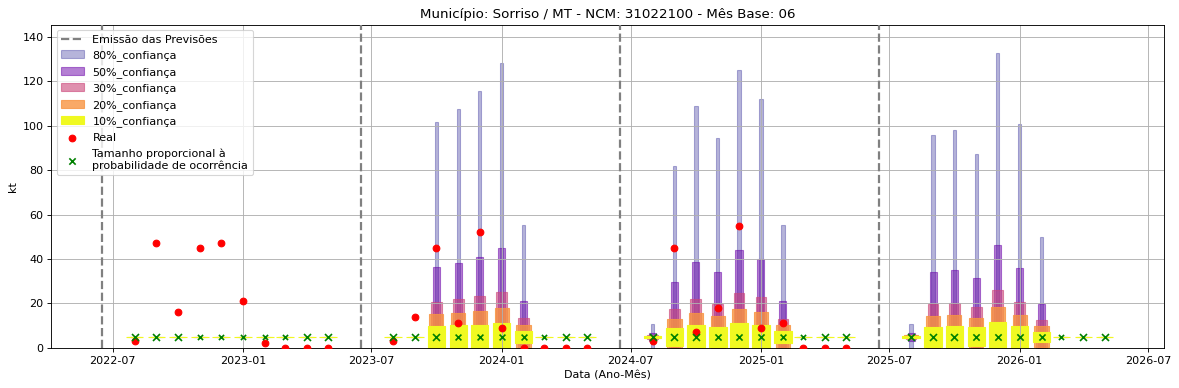 Município: Sorriso / MT - NCM: 31022100 - Mês Base: 06
140
120
100
80
60
40
20
0
kt
Emissão das Previsões
80%_confiança
50%_confiança
30%_confiança
20%_confiança
10%_confiança
Real
Tamanho proporcional à
probabilidade de ocorrência
2022-07
2023-01
2023-07
2024-01
2024-07
2025-01
2025-07
2026-01
2026-07
Data (Ano-Mês)